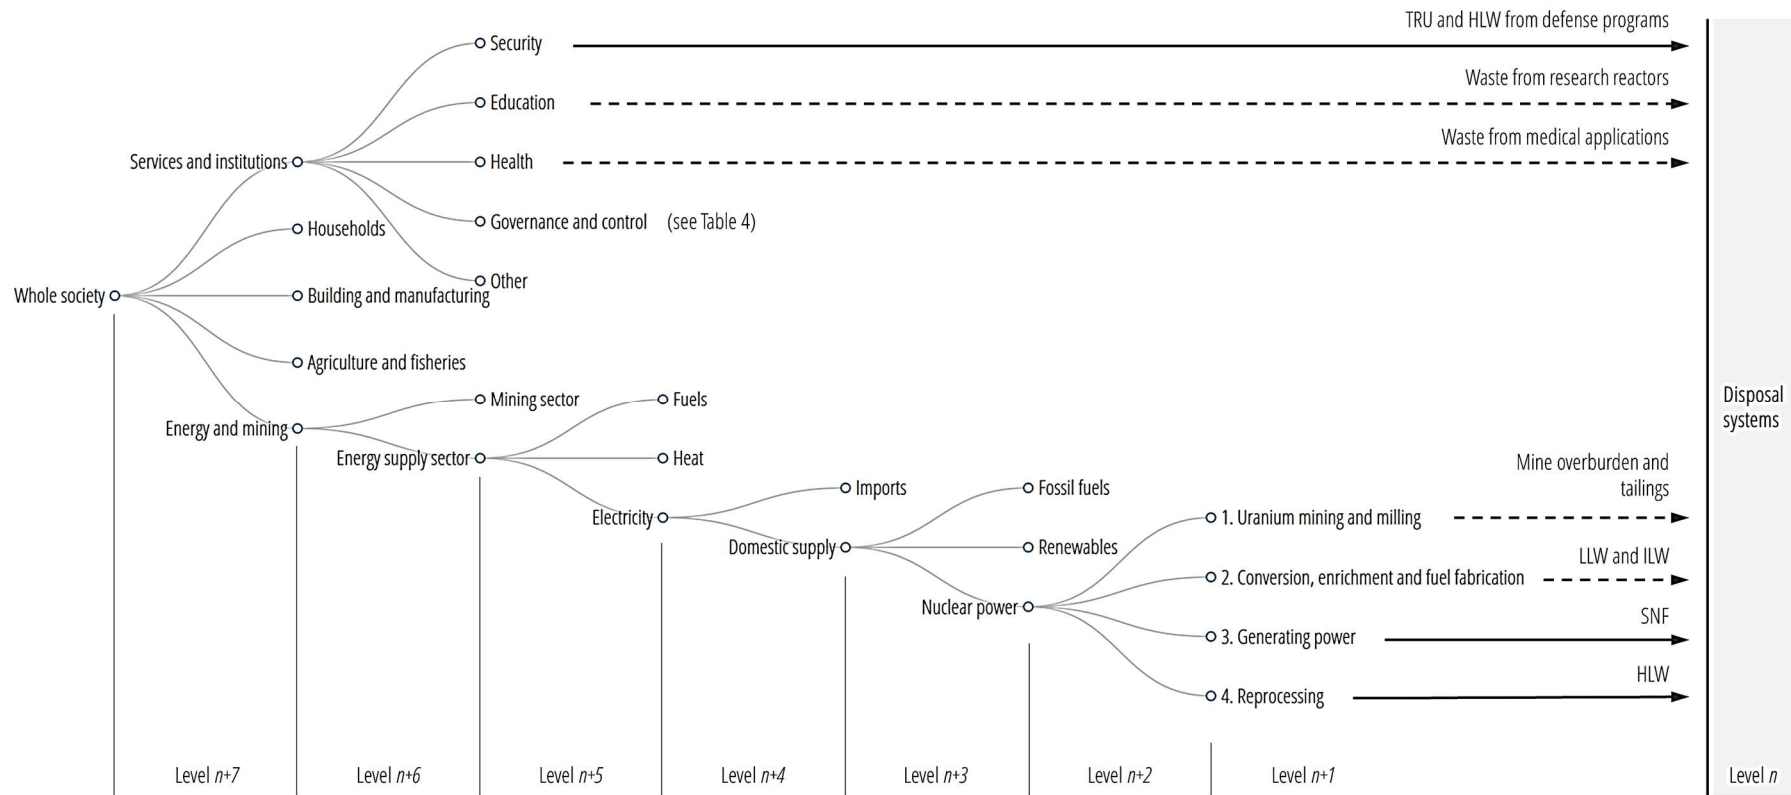 TRU and HLW from defense programs
Security
Waste from research reactors
Education
Waste from medical applications
Services and institutions
Health
Governance and control (see Table 4)
Households
Other
Whole society
Building and manufacturing
Agriculture and fisheries
Mining sector
Fuels
Disposal
systems
Energy and mining
Energy supply sector
Heat
Mine overburden and
tailings
Imports
Fossil fuels
Electricity
1. Uranium mining and milling
Domestic supply
Renewables
LLW and ILW
2. Conversion, enrichment and fuel fabrication
Nuclear power
SNF
3. Generating power
HLW
4. Reprocessing
Level n+7
Level n+6
Level n+5
Level n+4
Level n+3
Level n+2
Level n+1
Level n